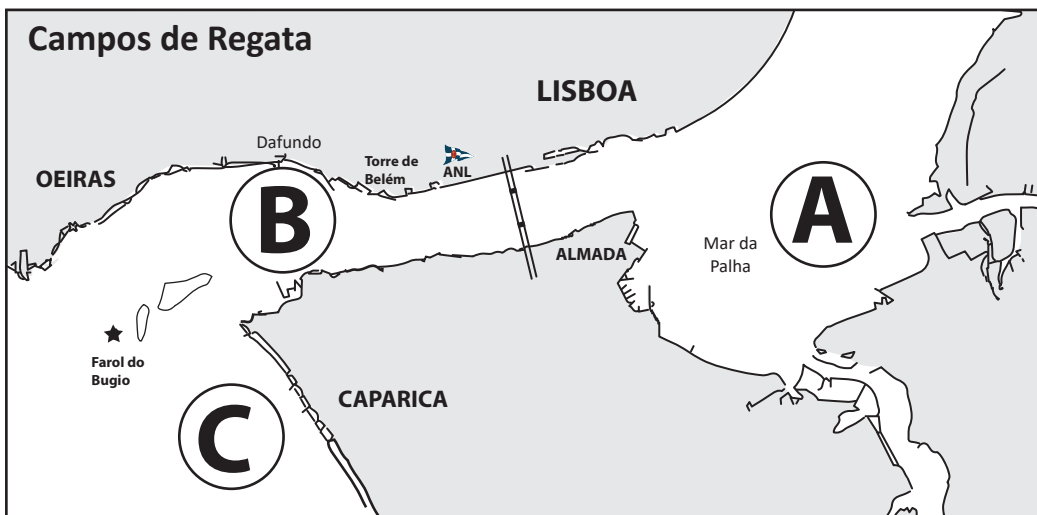 Campos de Regata
LISBOA
Dafundo
Torre de
Belém
ANL
OEIRAS
B
A
ALMADA
Mar da
Palha
Farol do
Bugio
CAPARICA
C